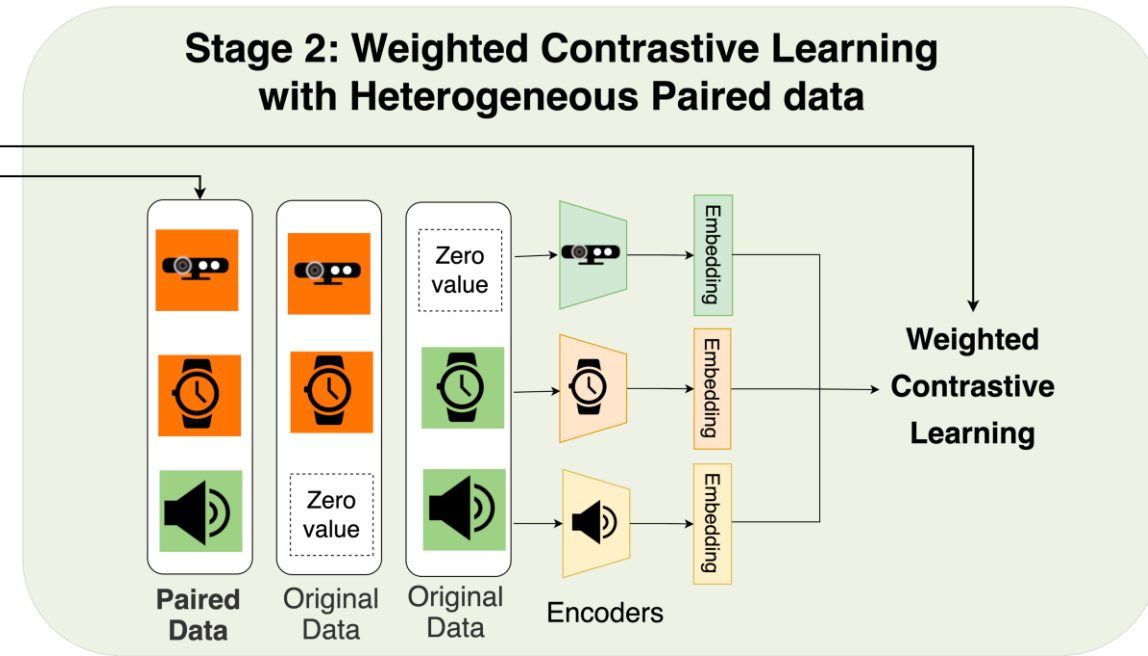 Stage 2: Weighted Contrastive Learning
with Heterogeneous Paired data
Zero
value
Zero
value
Embedding
Embedding
Embedding
Weighted
Contrastive
Learning
Paired
Data
Original
Data
Original
Data
Encoders